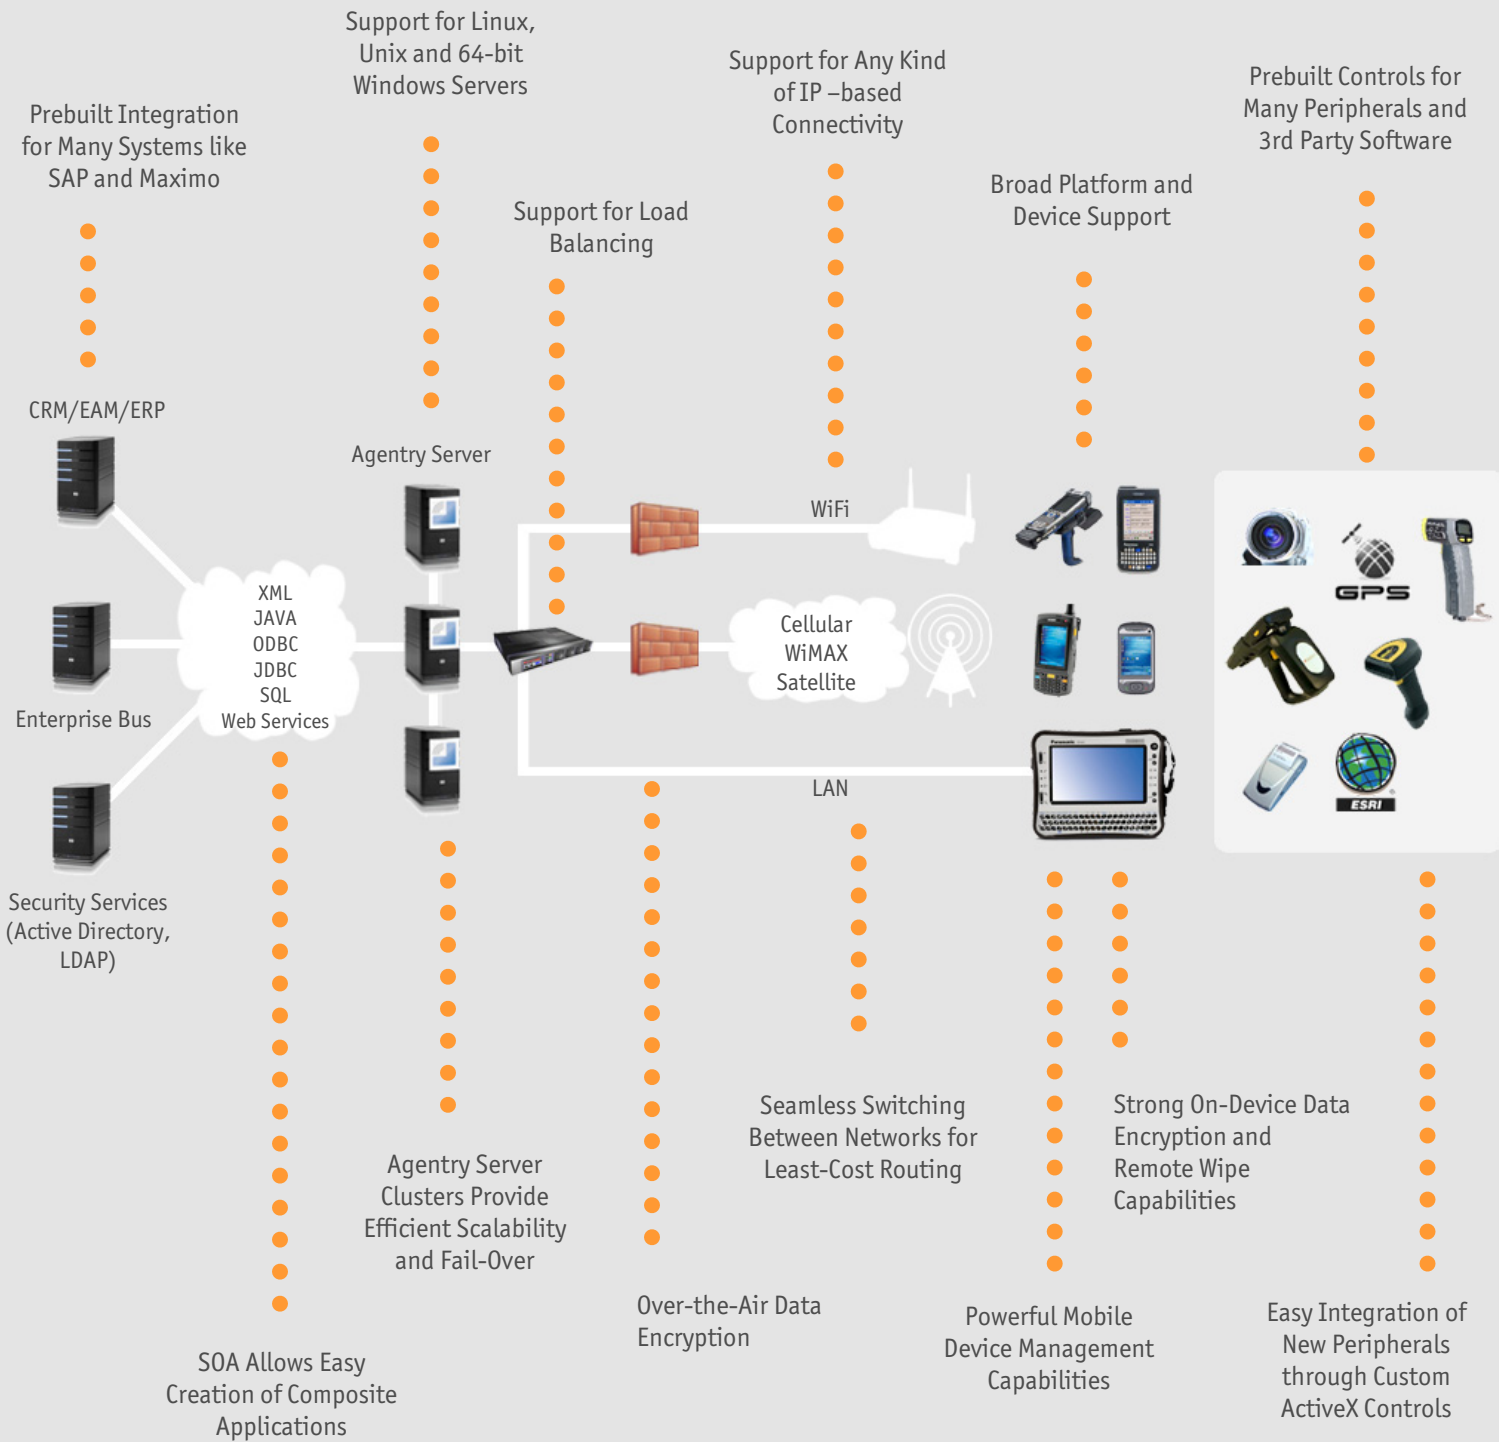 Support for Linux,
Unix and 64-bit
Windows Servers
Support for Any Kind
of IP –based
Connectivity
Prebuilt Controls for
Many Peripherals and
3rd Party Software
Prebuilt Integration
for Many Systems like
SAP and Maximo
Broad Platform and
Device Support
Support for Load
Balancing
CRM/EAM/ERP
Agentry Server
WiFi
GPS
XML
JAVA
ODBC
JDBC
SQL
Web Services
Cellular
WiMAX
Satellite
Enterprise Bus
Panasonic
LAN
ESRI
Security Services
(Active Directory,
LDAP)
Seamless Switching
Between Networks for
Least-Cost Routing
Strong On-Device Data
Encryption and
Remote Wipe
Capabilities
Agentry Server
Clusters Provide
Efficient Scalability
and Fail-Over
Over-the-Air Data
Encryption
Powerful Mobile
Device Management
Capabilities
Easy Integration of
New Peripherals
through Custom
ActiveX Controls
SOA Allows Easy
Creation of Composite
Applications